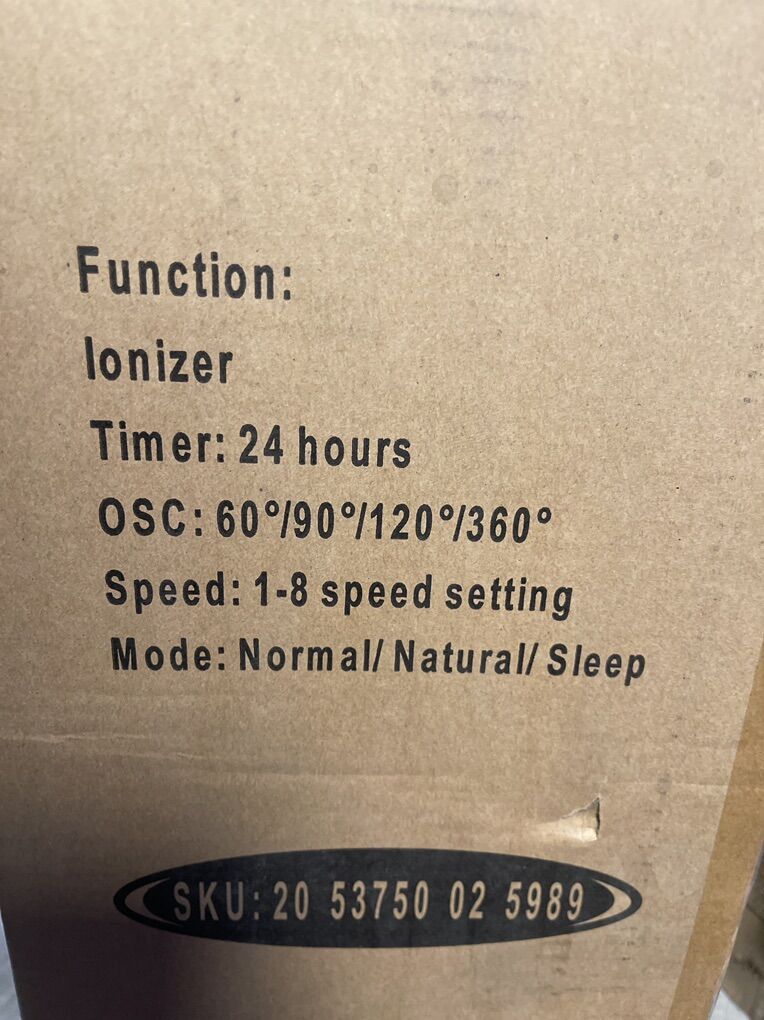 Function:
Ionizer
Timer: 24 hours
OSC: 60°/90°/120°/360°
Speed: 1-8 speed setting
Mode: Normal/ Natural/ Sleep
SKU: 20 53750 02 5989